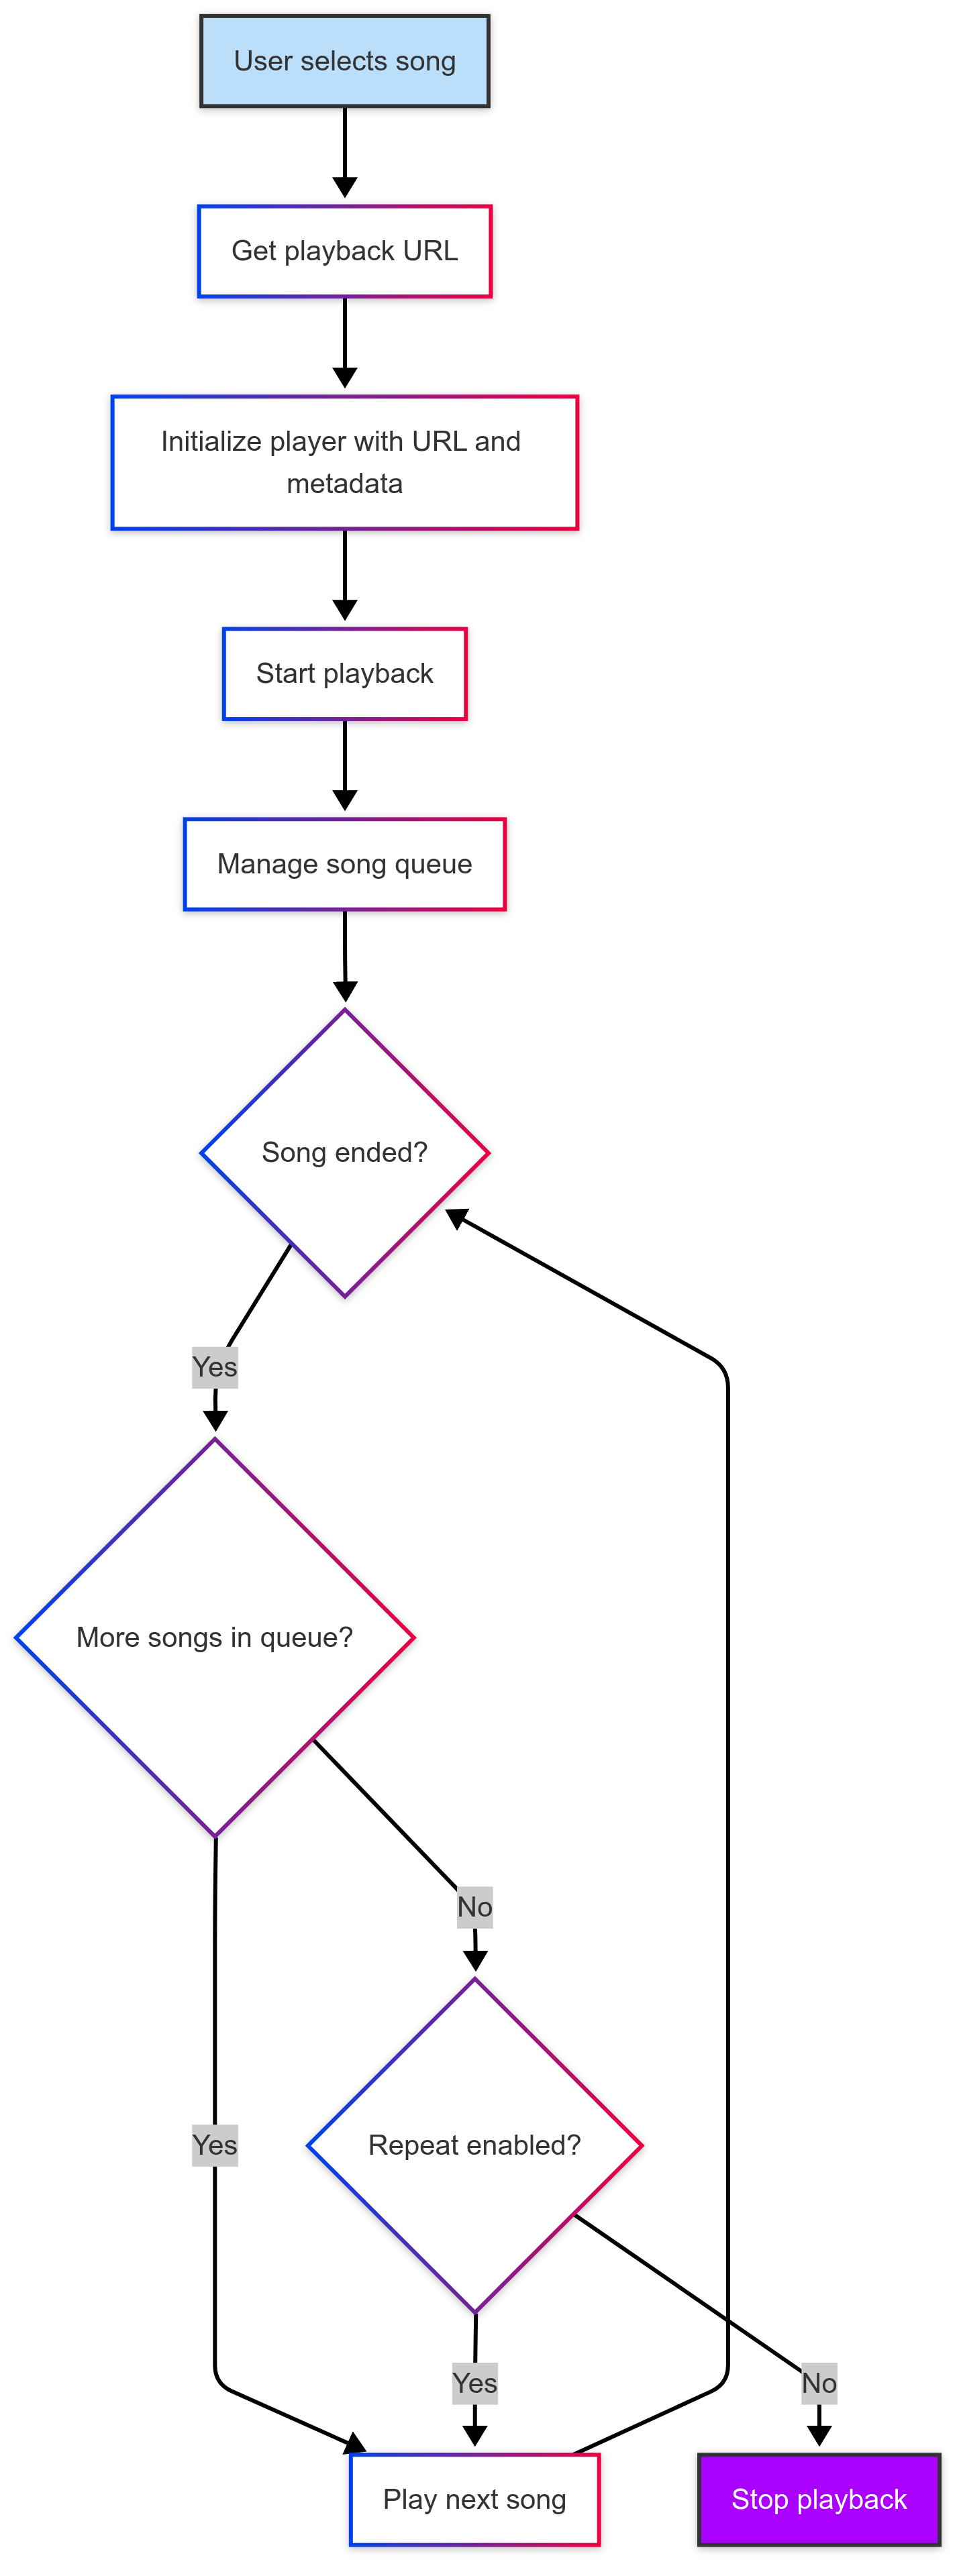 User selects song
Get playback URL
Initialize player with URL and
metadata
Start playback
Manage song queue
Song ended?
Yes
More songs in queue?
No
Yes
Repeat enabled?
Yes
No
Play next song
Stop playback